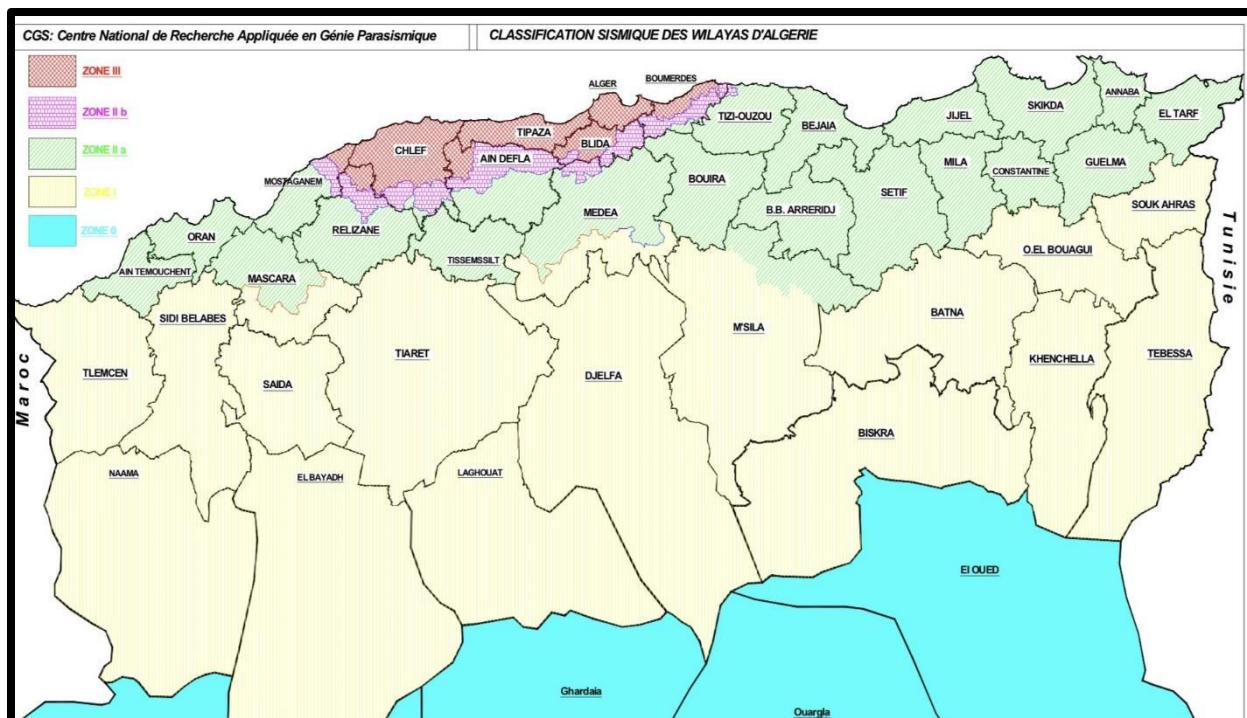 CGS: Centre National de Recherche Appliquée en Génie Parasismique
CLASSIFICATION SISMIQUE DES WILAYAS D'ALGERIE
ZONE III
ZONE II b
ZONE II a
ZONE I
ZONE 0
ALGER
BOUMERDES
TIZI-OUZOU
BEJAIA
JIJEL
SKIKDA
ANNABA
EL TARF
TIPAZA
BLIDA
CHLEF
AIN DEFLA
MOSTAGANEM
BOUIRA
MILA
CONSTANTINE
GUELMA
SETIF
B.B. ARRERIDJ
SOUK AHRAS
MEDEA
RELIZANE
ORAN
O.EL BOUAGUI
TISSEMSSILT
AIN TEMOUCHENT
MASCARA
Tunisie
SIDI BELABES
BATNA
M'SILA
TIARET
KHENCHELLA
TEBESSA
TLEMCEN
SAIDA
DJELFA
Maroc
BISKRA
NAAMA
EL BAYADH
LAGHOUAT
El OUED
Ghardaia
Ouargla